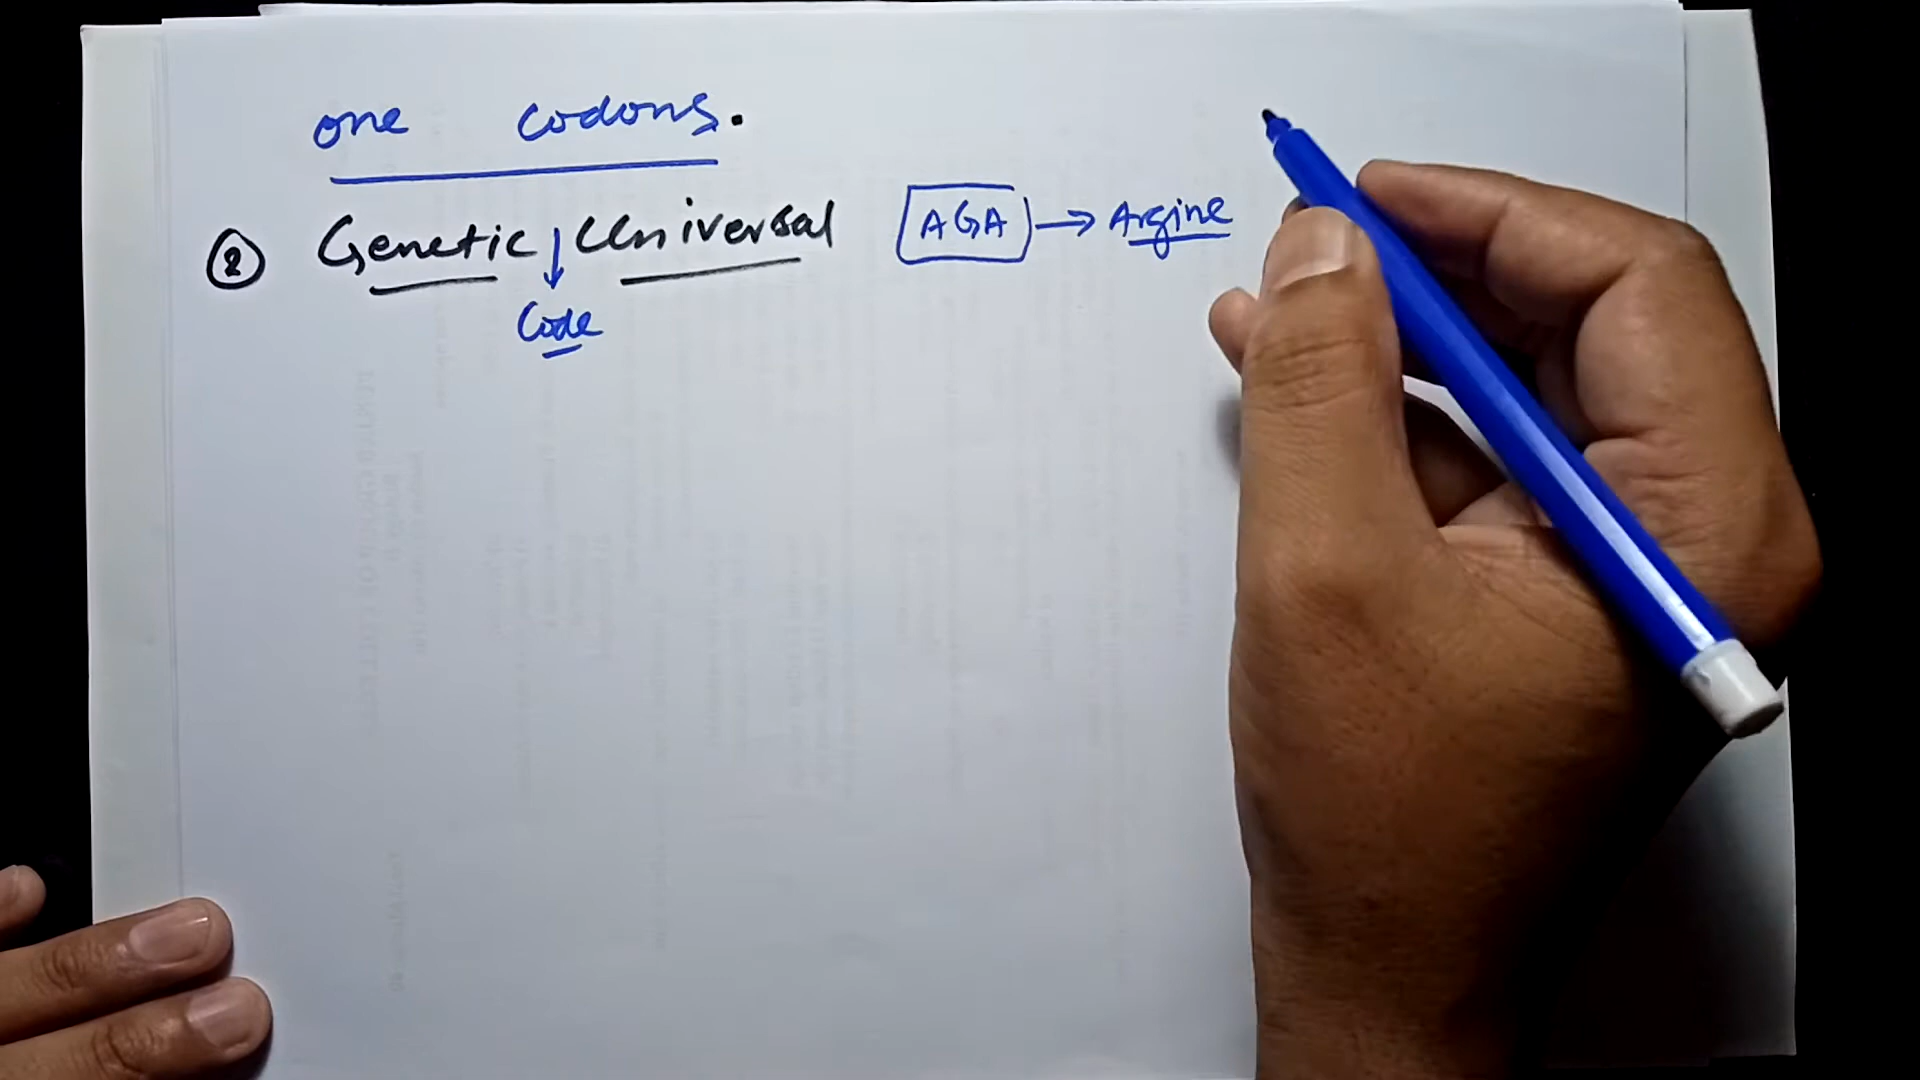 one codons.
② Genetic Universal AGA → Argine
↓
Code